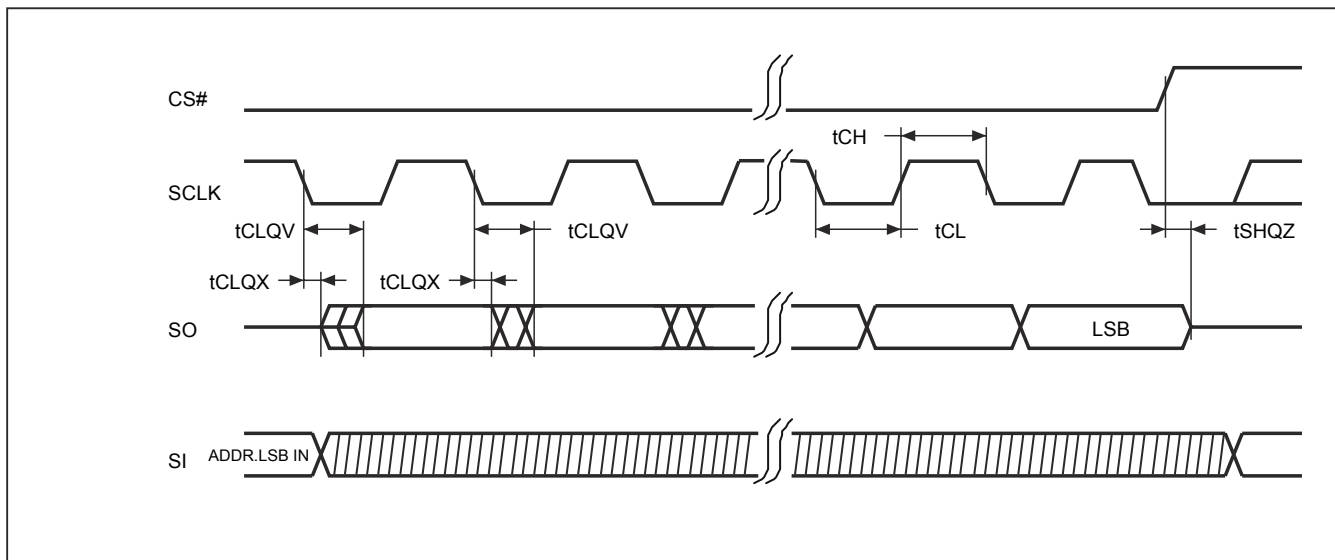 CS#
tCH
SCLK
tCLQV
tCLQV
tCL
tSHQZ
tCLQX
tCLQX
SO
LSB
SI
ADDR.LSB IN